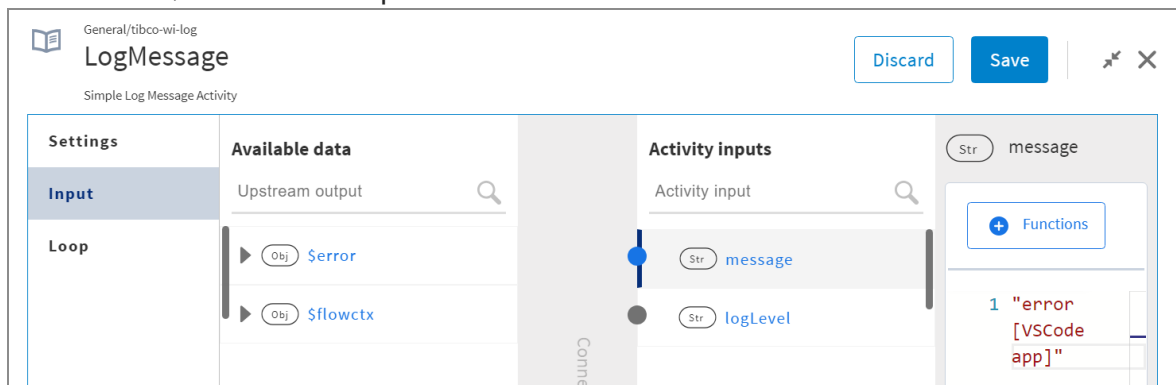 General/tibco-wi-log
LogMessage
Simple Log Message Activity
Discard
Save
Settings
Input
Loop
Available data
Upstream output
Obj $error
Obj $flowctx
Activity inputs
Activity input
Str message
Str logLevel
Str message
Functions
1 "error
[VSCode
app]"